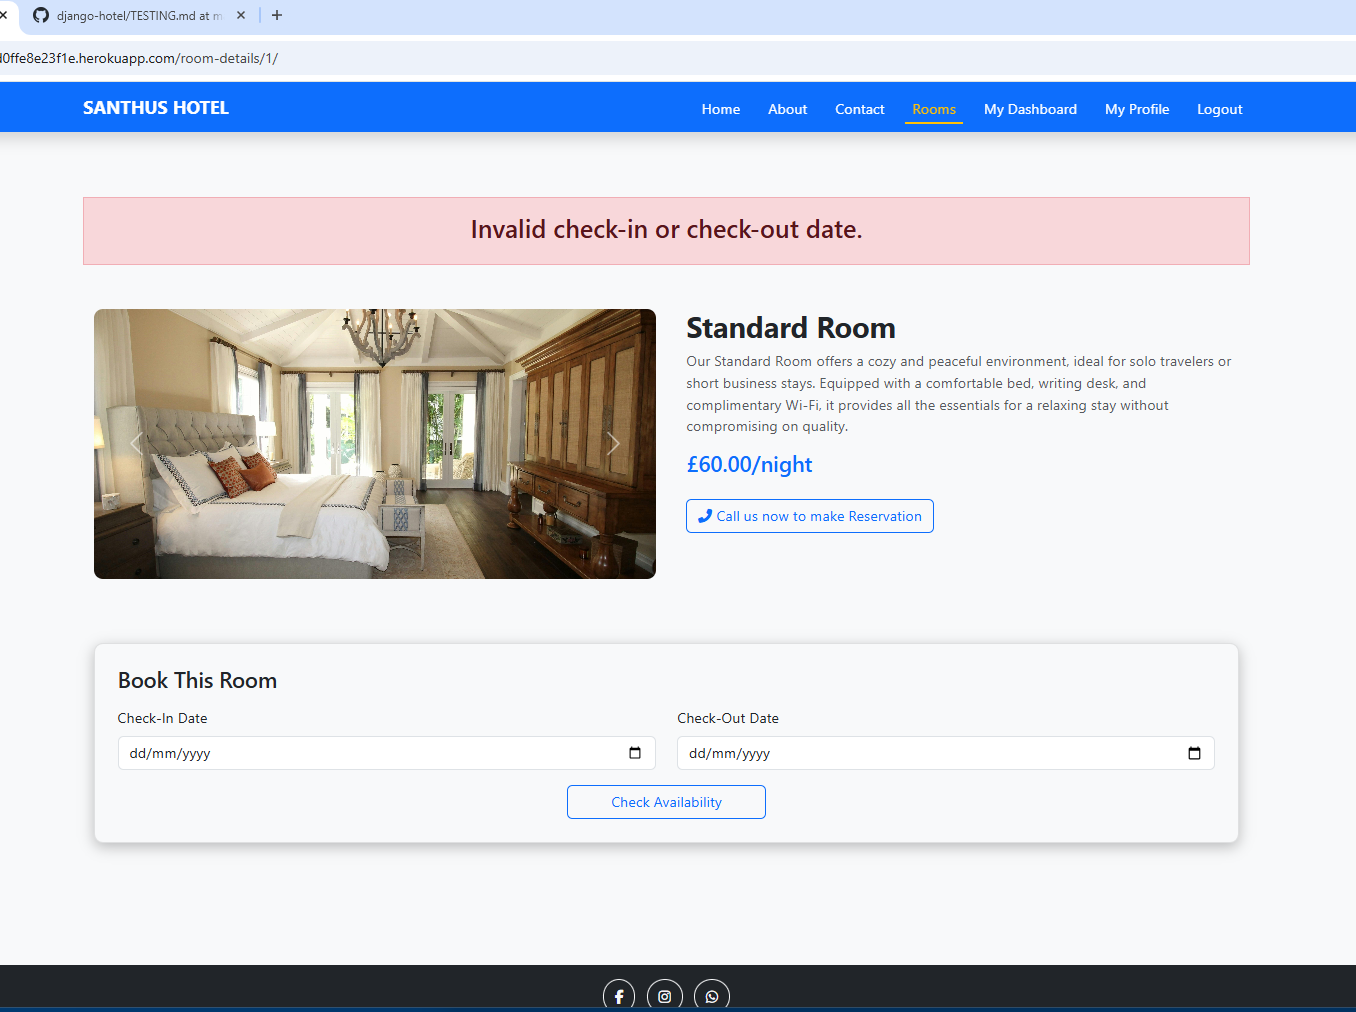 django-hotel/TESTING.md at m
d0ffe8e23f1e.herokuapp.com/room-details/1/
SANTHUS HOTEL
Home
About
Contact
Rooms
My Dashboard
My Profile
Logout
Invalid check-in or check-out date.
Standard Room
Our Standard Room offers a cozy and peaceful environment, ideal for solo travelers or
short business stays. Equipped with a comfortable bed, writing desk, and
complimentary Wi-Fi, it provides all the essentials for a relaxing stay without
compromising on quality.
£60.00/night
Call us now to make Reservation
Book This Room
Check-In Date
Check-Out Date
dd/mm/yyyy
dd/mm/yyyy
Check Availability